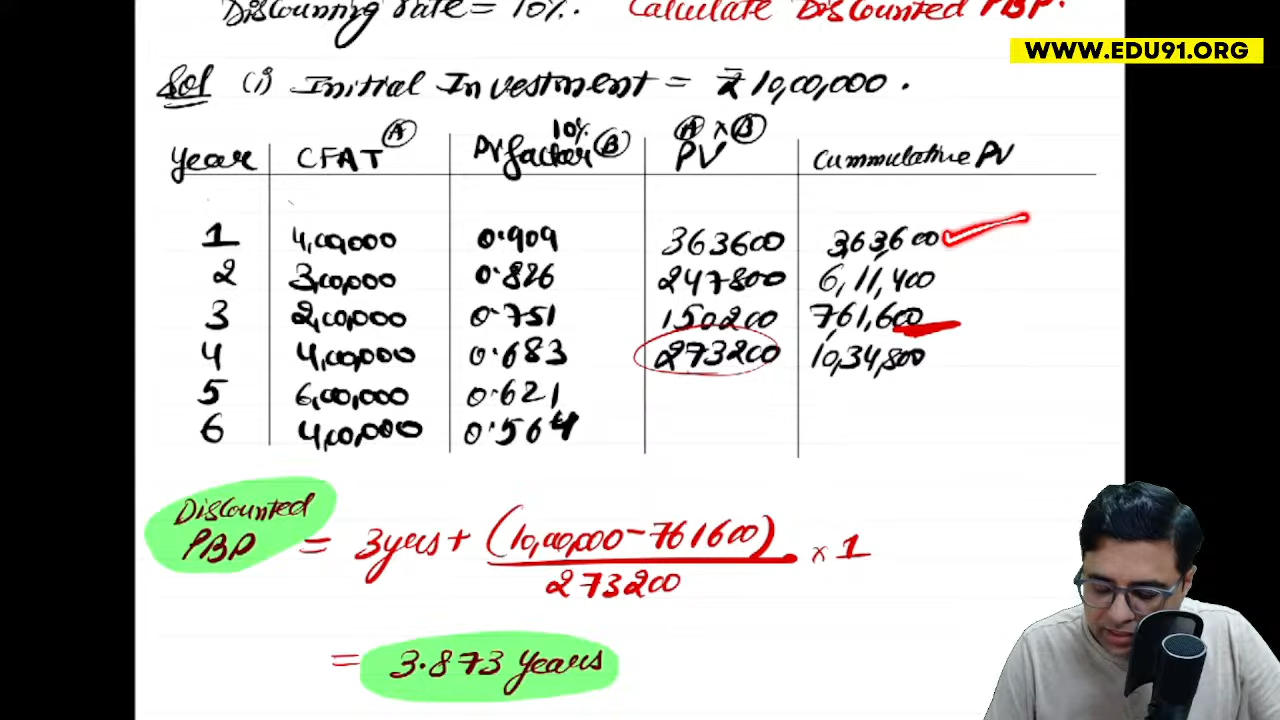 Discounting rate = 10%. Calculate Discounted PBP.
WWW.EDU91.ORG
Sol (i) Initial Investment = ₹ 10,00,000.
Year CFAT (A) PV factor 10% (B) (A) × (B) PV Cummulative PV
1 4,00,000 0.909 363600 3,63,600
2 3,00,000 0.826 247800 6,11,400
3 2,00,000 0.751 150200 761,600
4 4,00,000 0.683 273200 10,34,800
5 6,00,000 0.621
6 4,00,000 0.564
Discounted PBP = 3yrs + (10,00,000 - 761600) × 1
273200
= 3.873 years